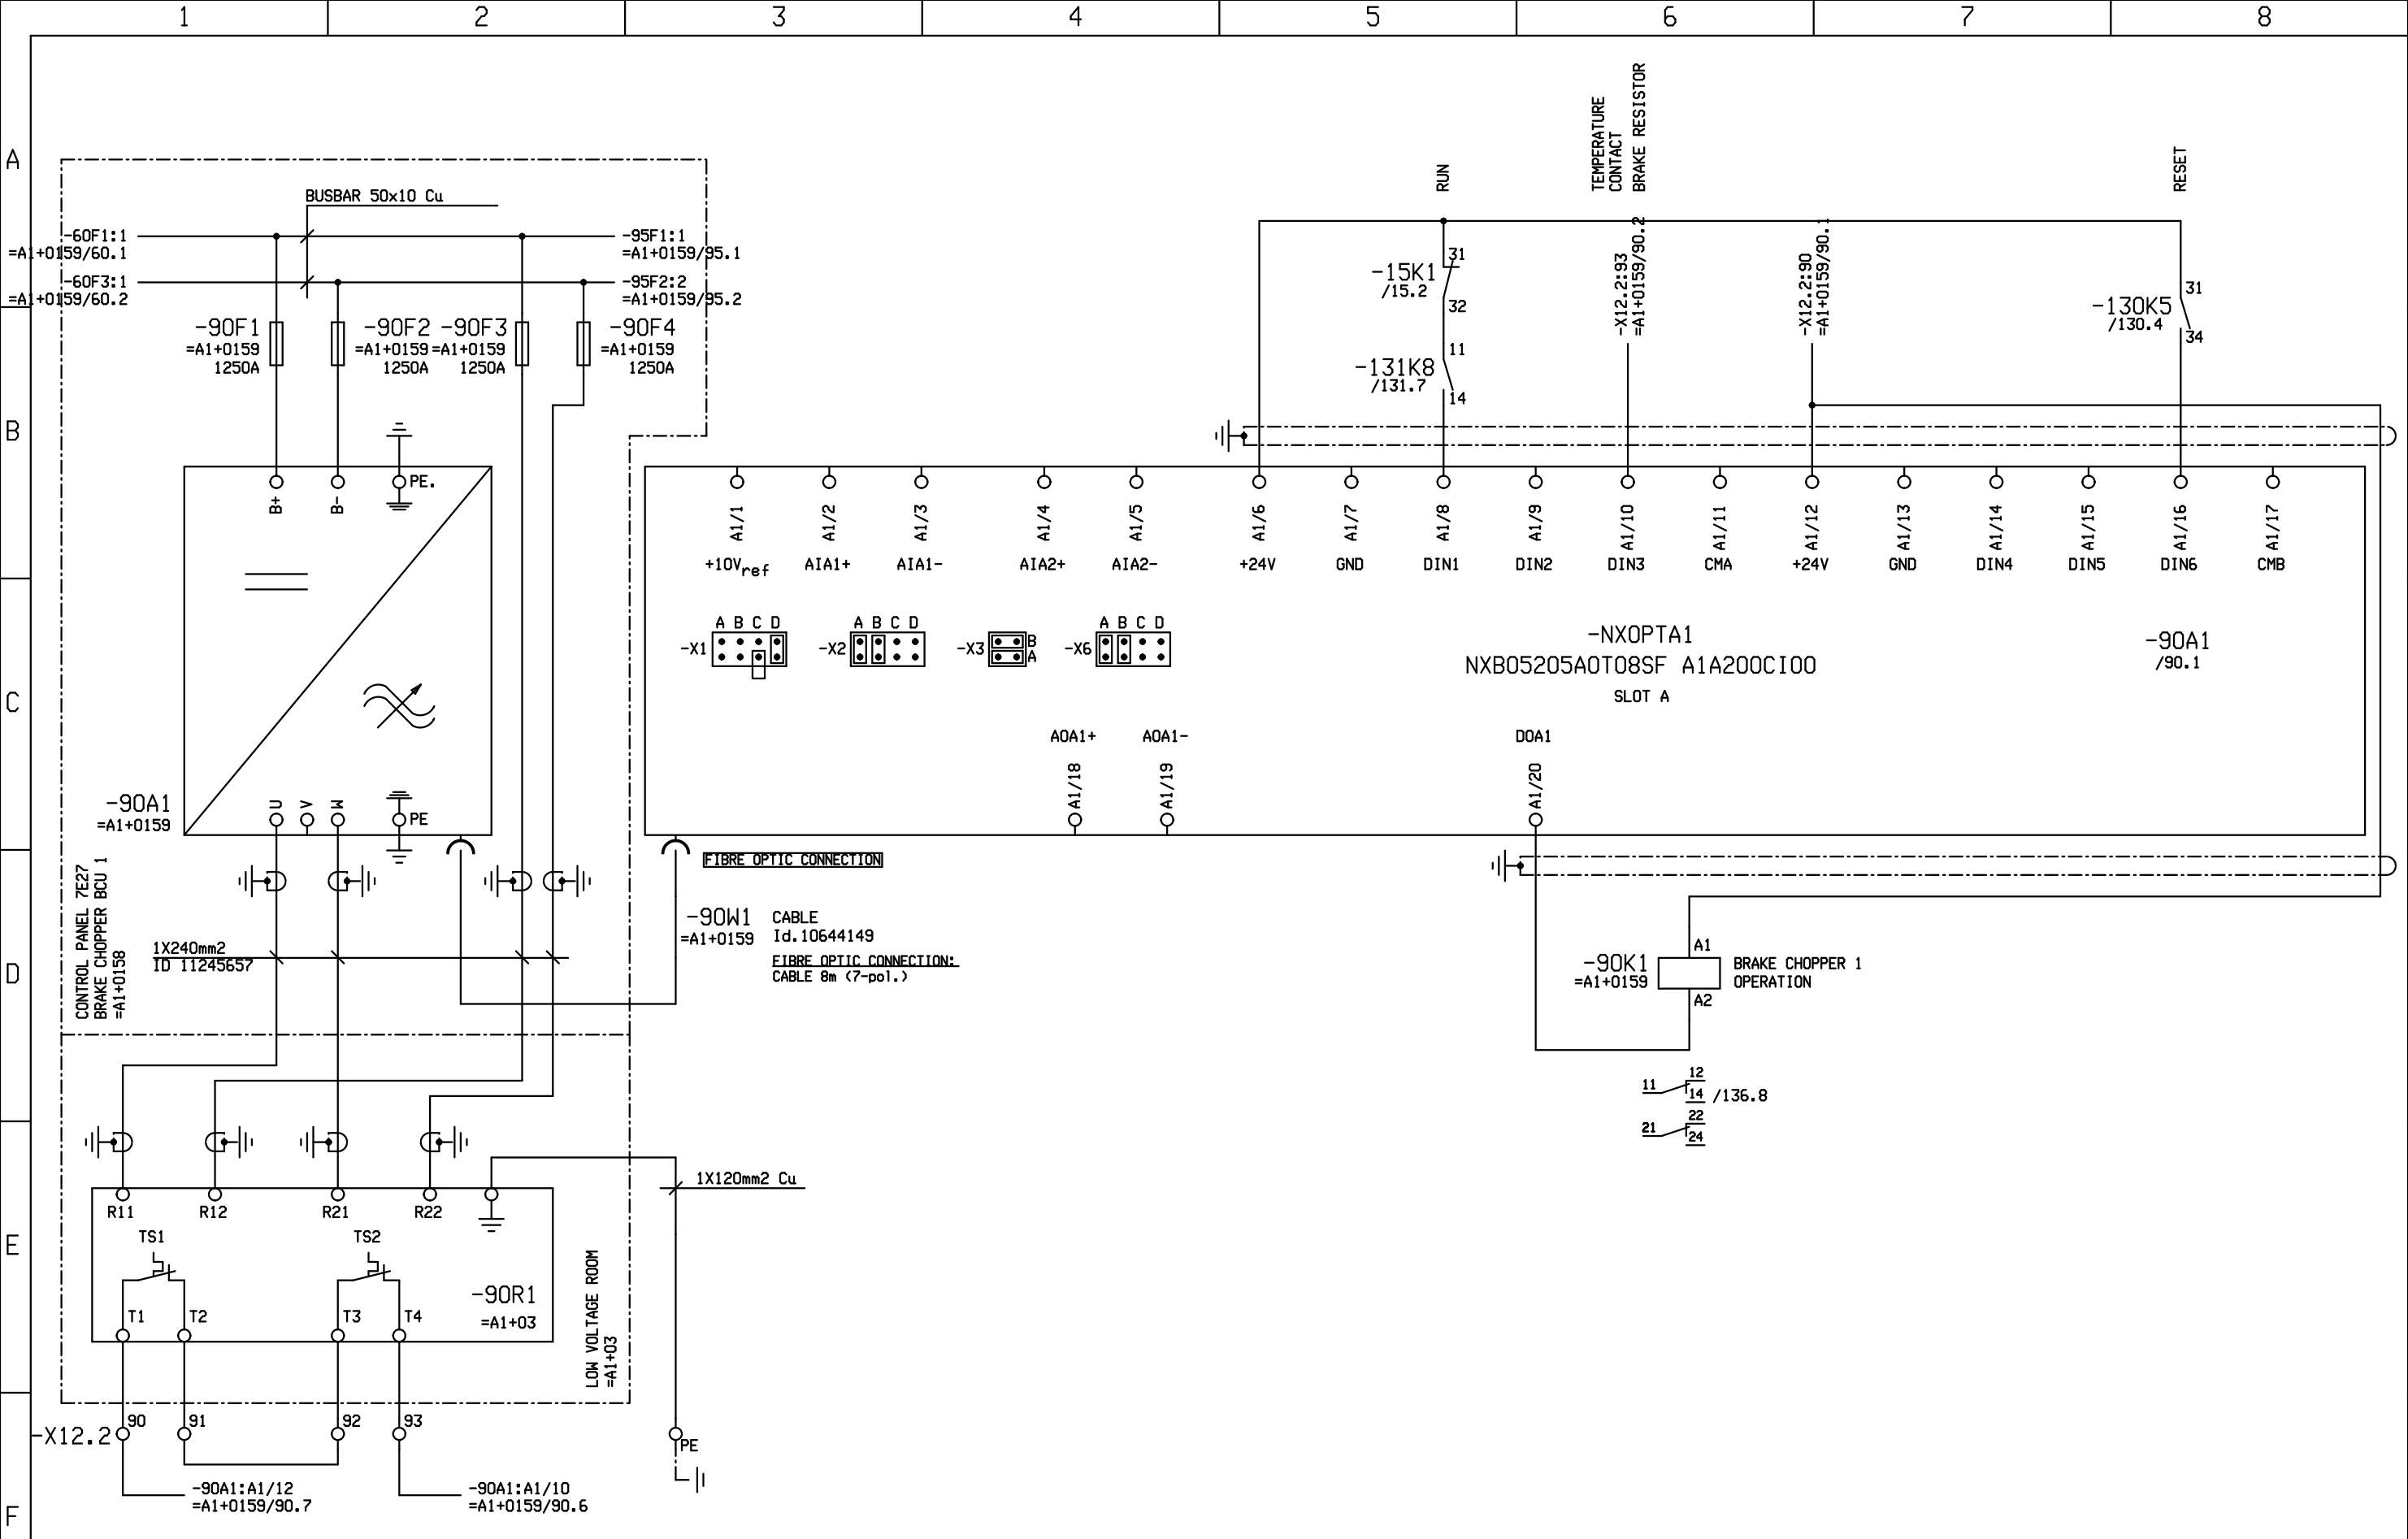 1 2 3 4 5 6 7 8
A
B
C
D
E
F
BUSBAR 50x10 Cu
-60F1:1
=A1+0159/60.1
-60F3:1
=A1+0159/60.2
-95F1:1
=A1+0159/95.1
-95F2:2
=A1+0159/95.2
-90F1
=A1+0159
1250A
-90F2
=A1+0159
1250A
-90F3
=A1+0159
1250A
-90F4
=A1+0159
1250A
B+
B-
PE.
-90A1
=A1+0159
U
V
W
PE
CONTROL PANEL 7E27
BRAKE CHOPPER BCU 1
=A1+0158
1X240mm2
ID 11245657
R11
R12
R21
R22
TS1
TS2
T1
T2
T3
T4
-90R1
=A1+03
LOW VOLTAGE ROOM
=A1+03
-X12.2
90
91
92
93
-90A1:A1/12
=A1+0159/90.7
-90A1:A1/10
=A1+0159/90.6
1X120mm2 Cu
PE
FIBRE OPTIC CONNECTION
-90W1
=A1+0159
CABLE
Id.10644149
FIBRE OPTIC CONNECTION:
CABLE 8m (7-pol.)
RUN
TEMPERATURE
CONTACT
BRAKE RESISTOR
RESET
-15K1
/15.2
31
32
-131K8
/131.7
11
14
-X12.2:93
=A1+0159/90.2
-X12.2:90
=A1+0159/90.1
-130K5
/130.4
31
34
A1/1
A1/2
A1/3
A1/4
A1/5
A1/6
A1/7
A1/8
A1/9
A1/10
A1/11
A1/12
A1/13
A1/14
A1/15
A1/16
A1/17
+10Vref
AIA1+
AIA1-
AIA2+
AIA2-
+24V
GND
DIN1
DIN2
DIN3
CMA
+24V
GND
DIN4
DIN5
DIN6
CMB
-X1
A B C D
-X2
A B C D
-X3
B
A
-X6
A B C D
-NXOPTA1
NXB05205A0T08SF A1A200CI00
SLOT A
-90A1
/90.1
AOA1+
AOA1-
DOA1
A1/18
A1/19
A1/20
-90K1
=A1+0159
A1
A2
BRAKE CHOPPER 1
OPERATION
11
12
14
/136.8
21
22
24